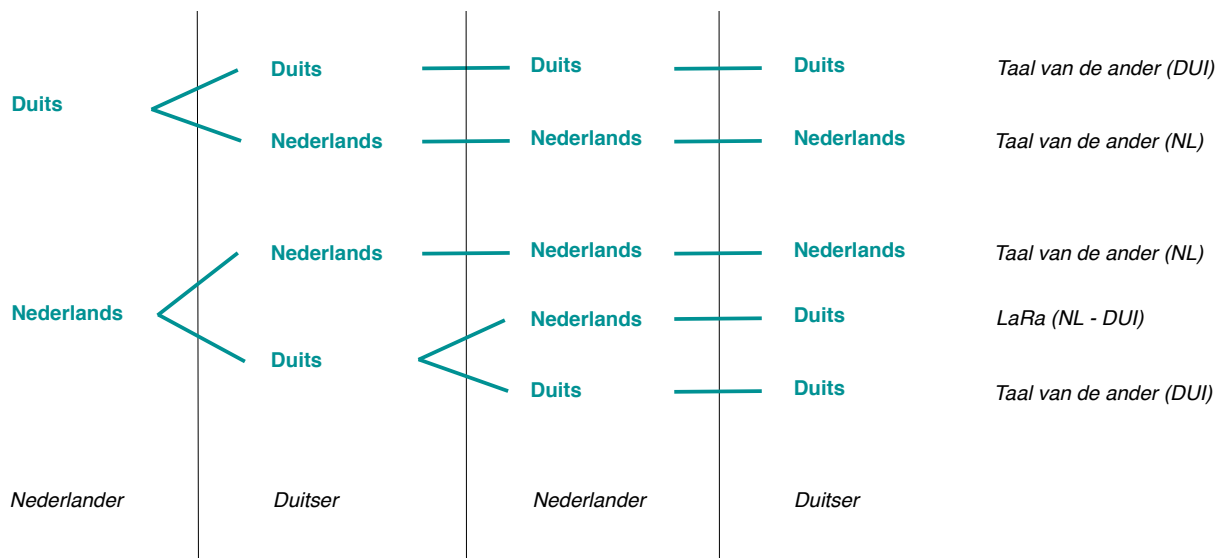 Duits Duits Duits Duits Taal van de ander (DUI)
Nederlands Nederlands Nederlands Taal van de ander (NL)
Nederlands Nederlands Nederlands Nederlands Taal van de ander (NL)
Nederlands Duits LaRa (NL - DUI)
Duits
Duits Duits Taal van de ander (DUI)
Nederlander Duitser Nederlander Duitser